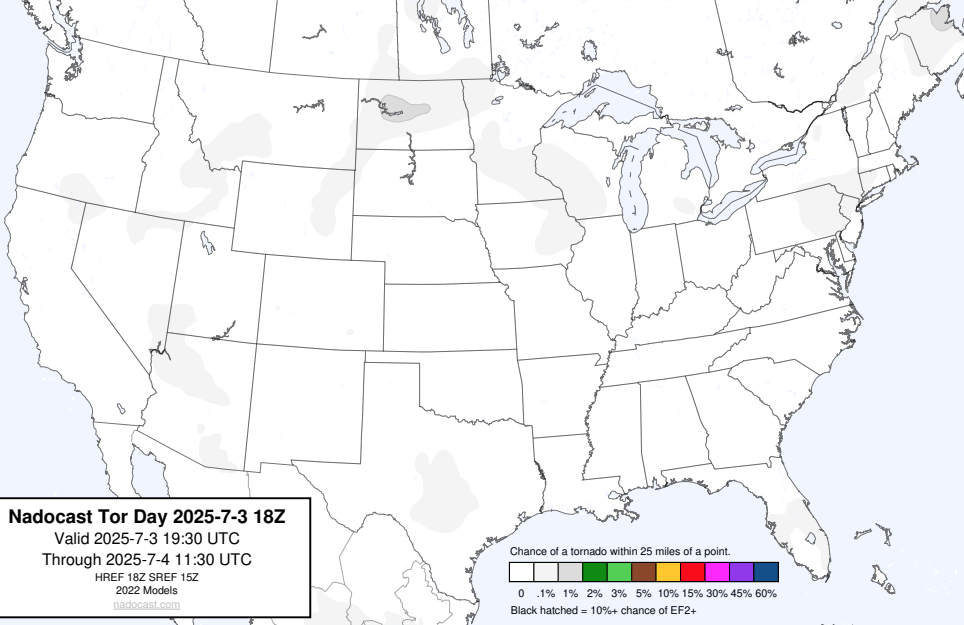 Nadocast Tor Day 2025-7-3 18Z
Valid 2025-7-3 19:30 UTC
Through 2025-7-4 11:30 UTC
HREF 18Z SREF 15Z
2022 Models
nadocast.com
Chance of a tornado within 25 miles of a point.
0 .1% 1% 2% 3% 5% 10% 15% 30% 45% 60%
Black hatched = 10%+ chance of EF2+